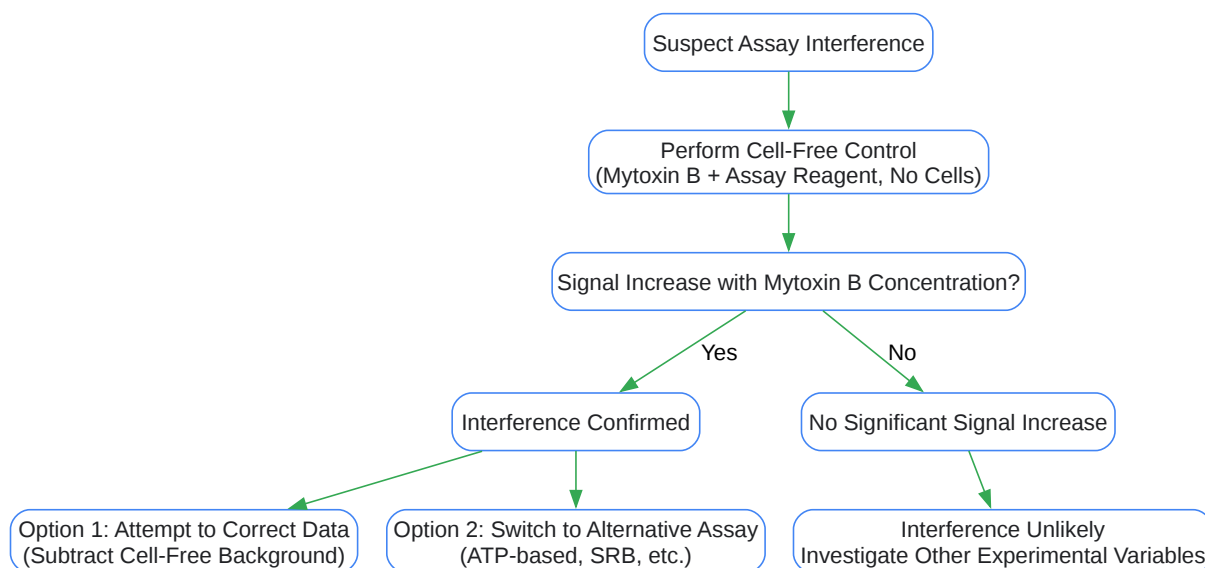 Suspect Assay Interference
Perform Cell-Free Control
(Mytoxin B + Assay Reagent, No Cells)
Signal Increase with Mytoxin B Concentration?
Yes
No
Interference Confirmed
No Significant Signal Increase
Option 1: Attempt to Correct Data
(Subtract Cell-Free Background)
Option 2: Switch to Alternative Assay
(ATP-based, SRB, etc.)
Interference Unlikely
Investigate Other Experimental Variables